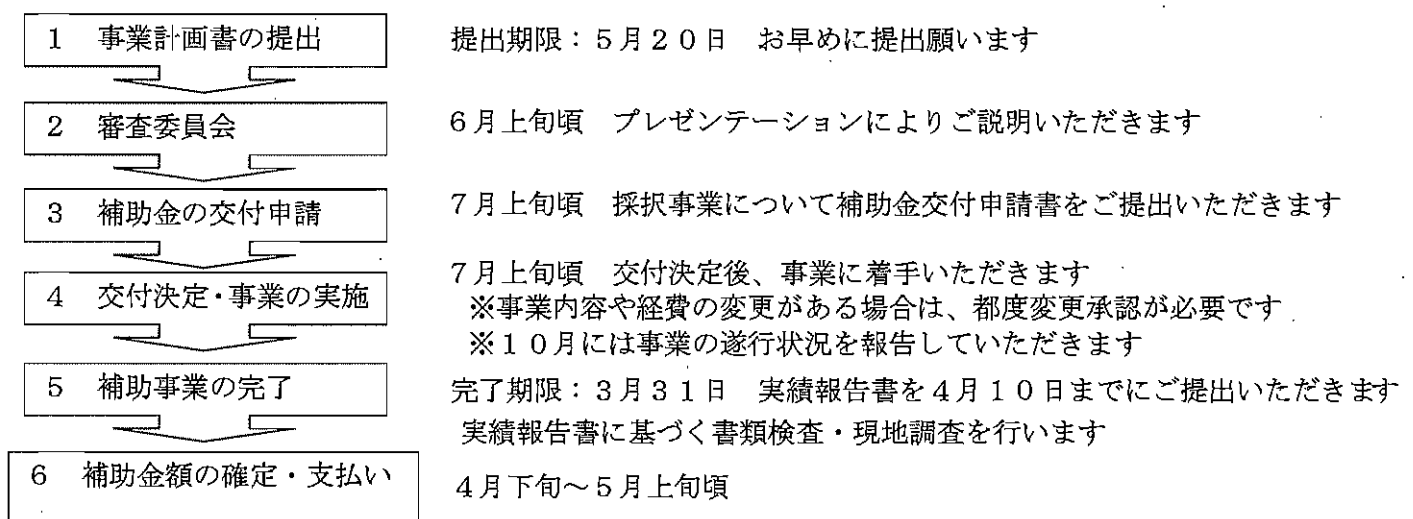 1 事業計画書の提出
提出期限：５月２０日 お早めに提出願います
2 審査委員会
６月上旬頃 プレゼンテーションによりご説明いただきます
3 補助金の交付申請
７月上旬頃 採択事業について補助金交付申請書をご提出いただきます
4 交付決定・事業の実施
７月上旬頃 交付決定後、事業に着手いただきます
※事業内容や経費の変更がある場合は、都度変更承認が必要です
※１０月には事業の遂行状況を報告していただきます
5 補助事業の完了
完了期限：３月３１日 実績報告書を４月１０日までにご提出いただきます
実績報告書に基づく書類検査・現地調査を行います
6 補助金額の確定・支払い
４月下旬～５月上旬頃